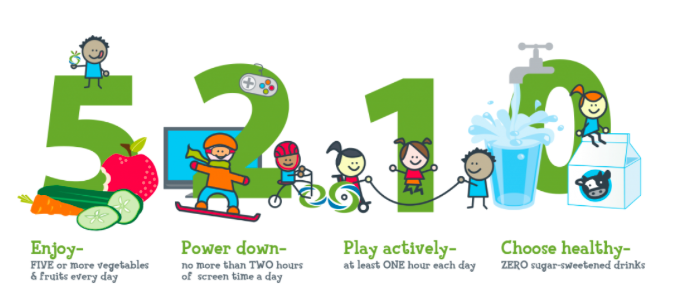 5 2 1 0
Enjoy-
FIVE or more vegetables
& fruits every day
Power down-
no more than TWO hours
of screen time a day
Play actively-
at least ONE hour each day
Choose healthy-
ZERO sugar-sweetened drinks